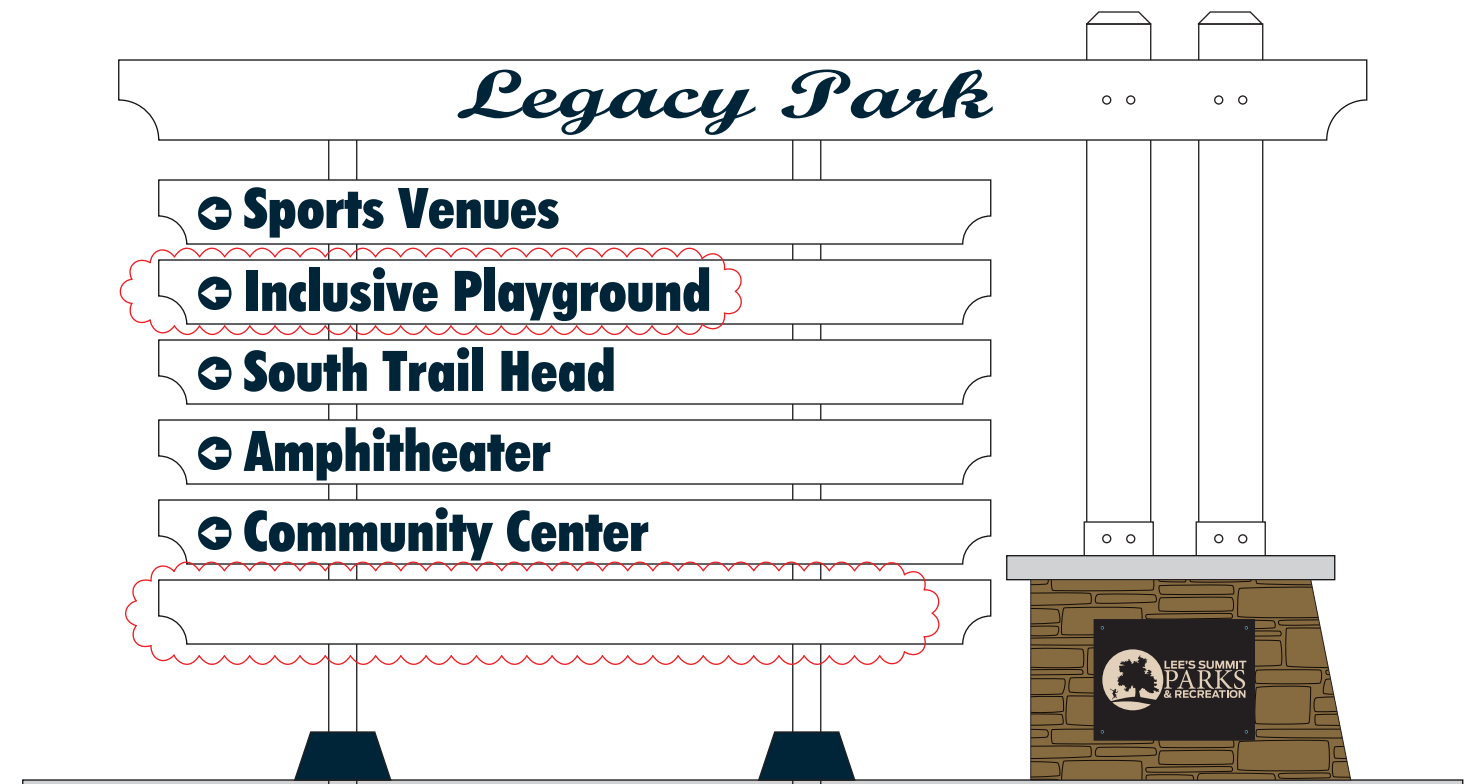 Legacy Park
Sports Venues
Inclusive Playground
South Trail Head
Amphitheater
Community Center
LEE'S SUMMIT
PARKS
& RECREATION